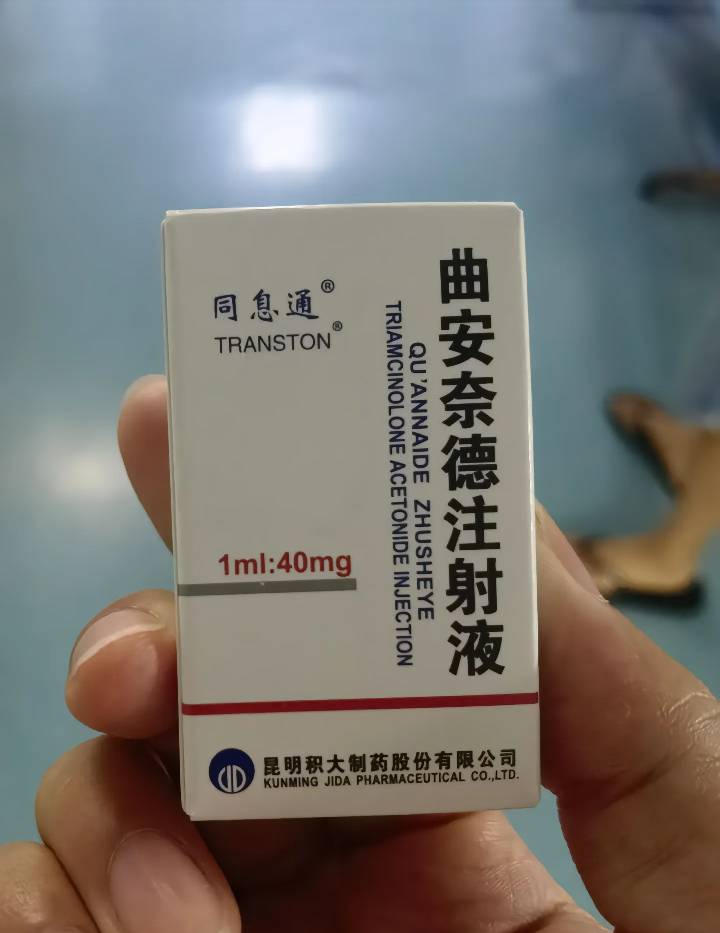 同息通®
TRANSTON®
曲安奈德注射液
QU'ANNAIDE ZHUSHEYE
TRIAMCINOLONE ACETONIDE INJECTION
1ml:40mg
昆明积大制药股份有限公司
KUNMING JIDA PHARMACEUTICAL CO.,LTD.